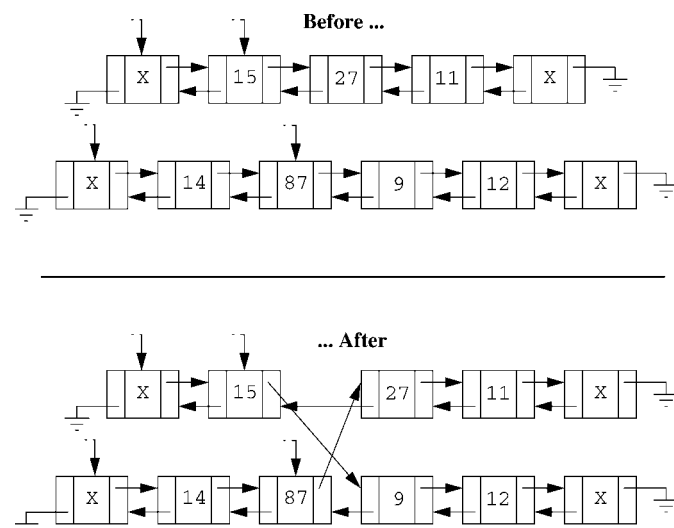 Before ...
X 15 27 11 X
X 14 87 9 12 X
... After
X 15 27 11 X
X 14 87 9 12 X